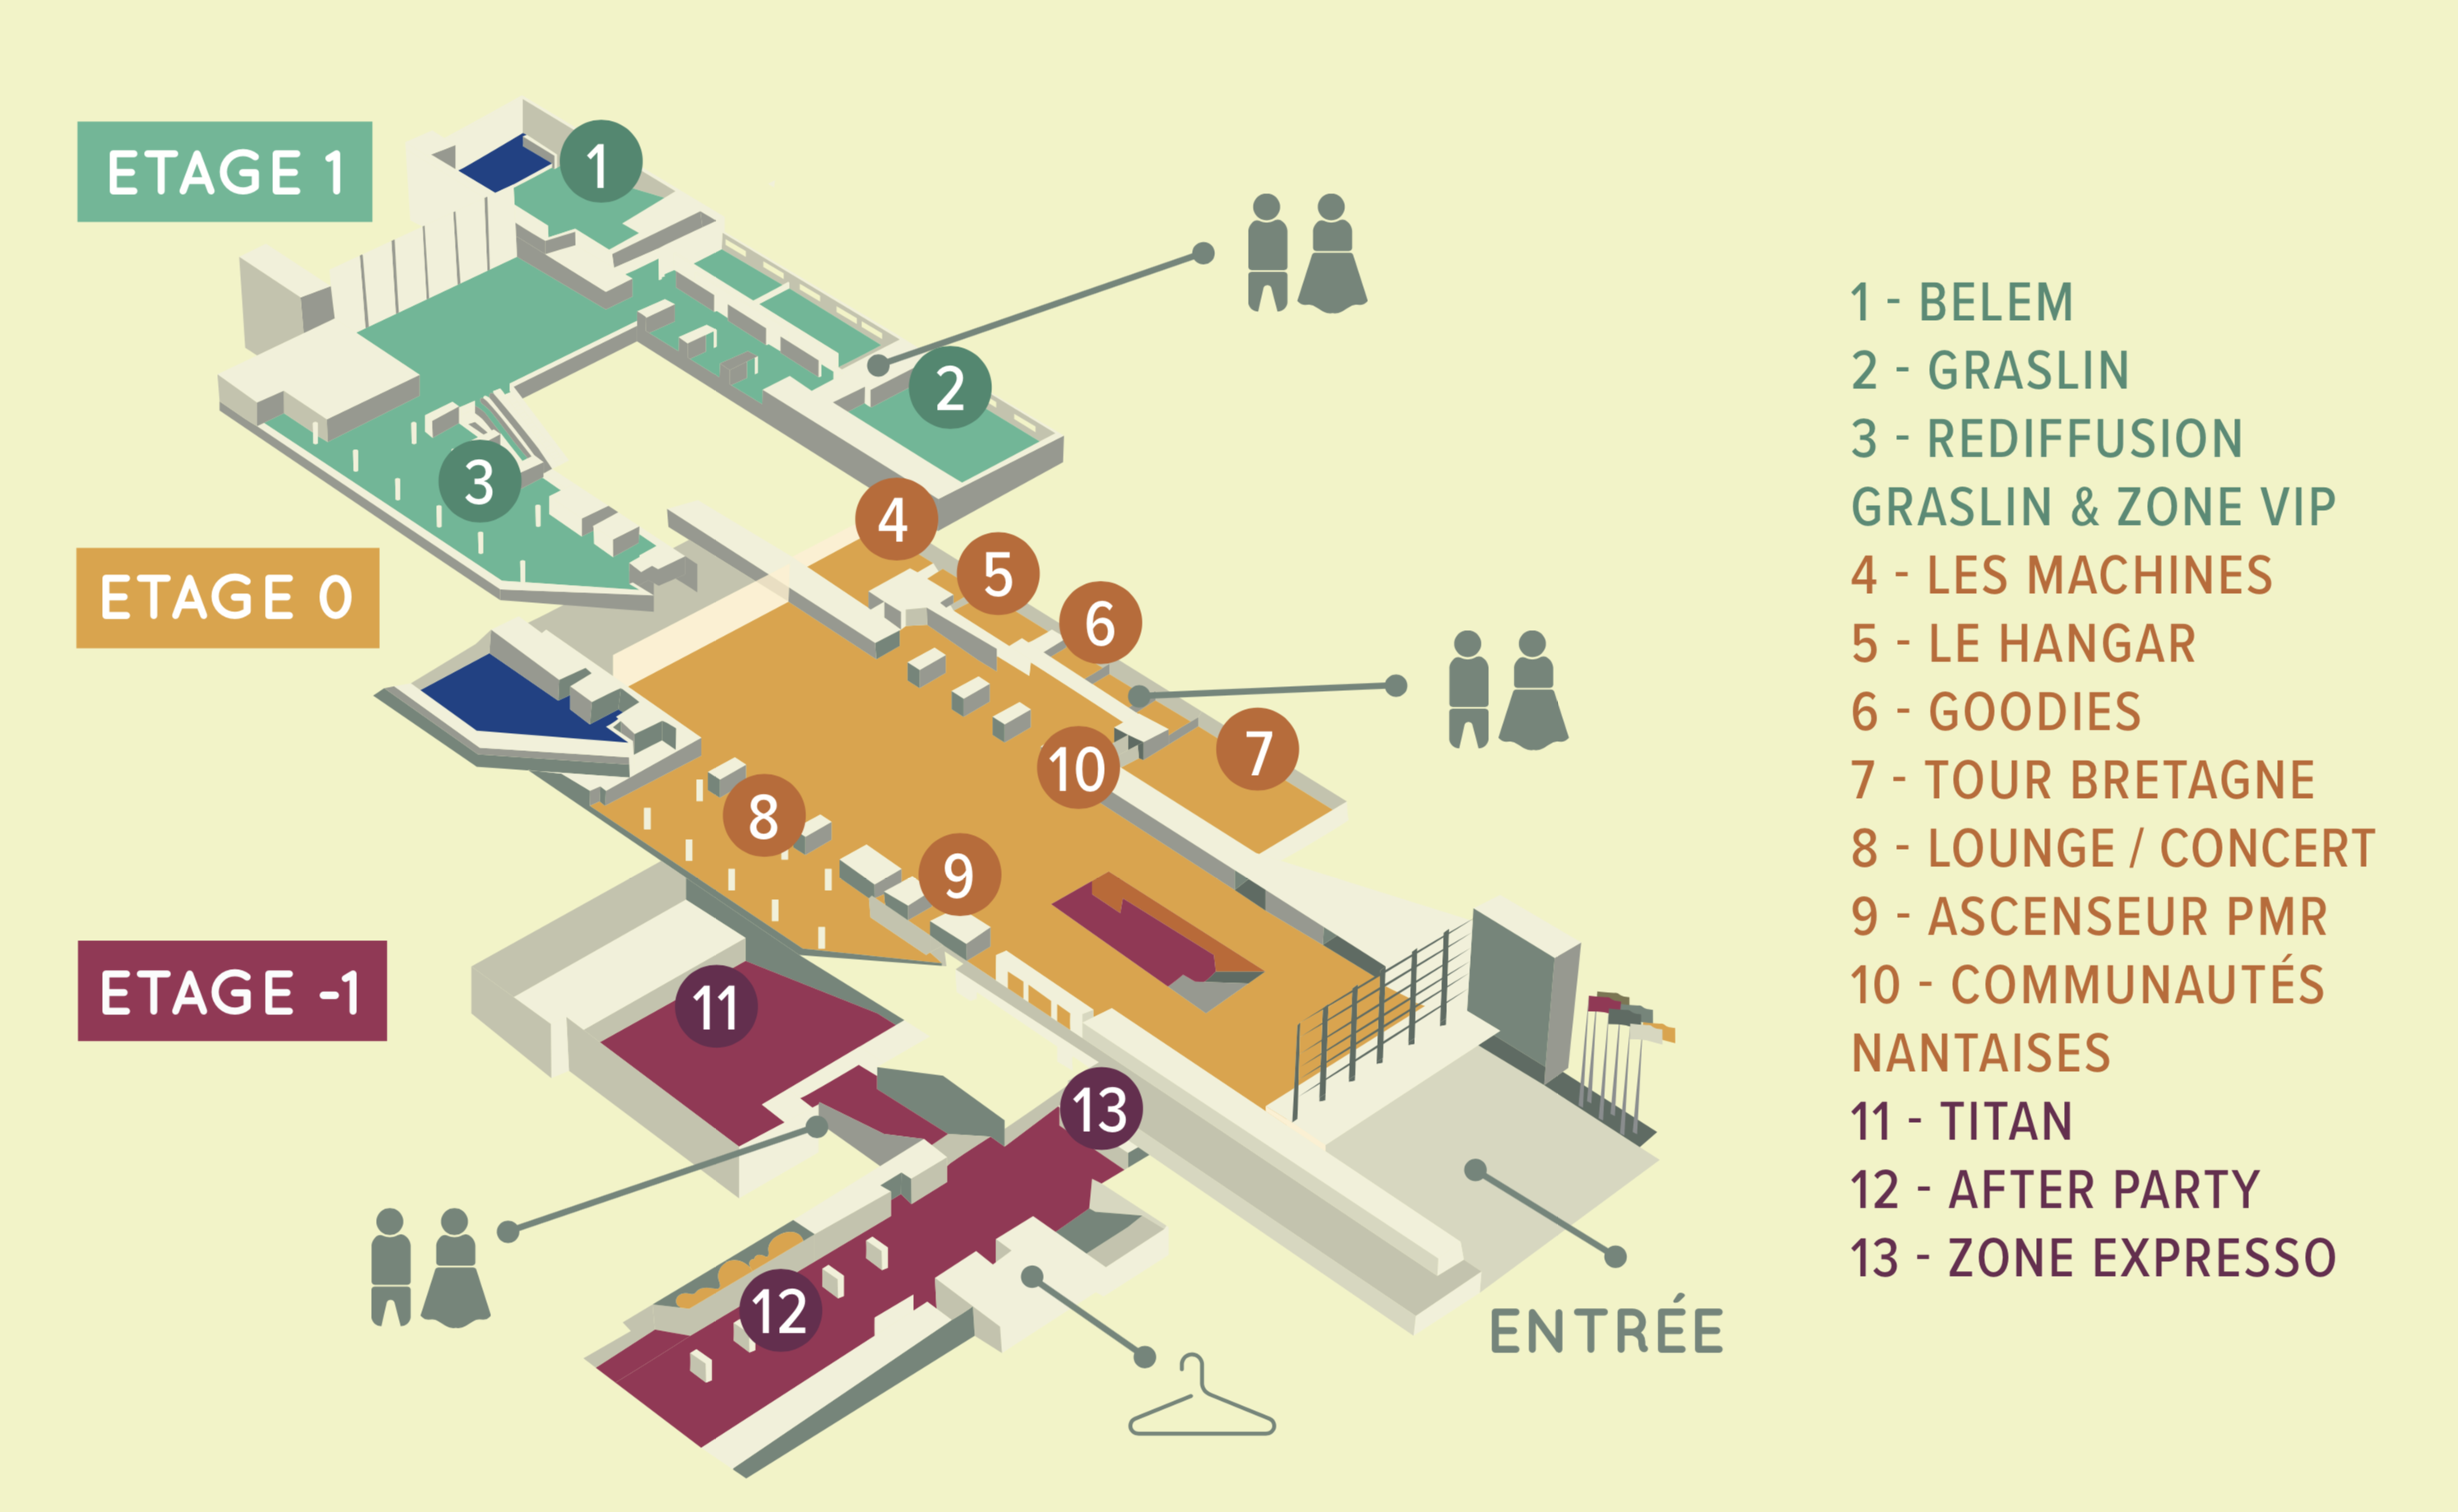 ETAGE 1
1
2
3
ETAGE 0
4
5
6
7
10
8
9
ETAGE -1
11
13
12
ENTRÉE
1 - BELEM
2 - GRASLIN
3 - REDIFFUSION
GRASLIN & ZONE VIP
4 - LES MACHINES
5 - LE HANGAR
6 - GOODIES
7 - TOUR BRETAGNE
8 - LOUNGE / CONCERT
9 - ASCENSEUR PMR
10 - COMMUNAUTÉS
NANTAISES
11 - TITAN
12 - AFTER PARTY
13 - ZONE EXPRESSO